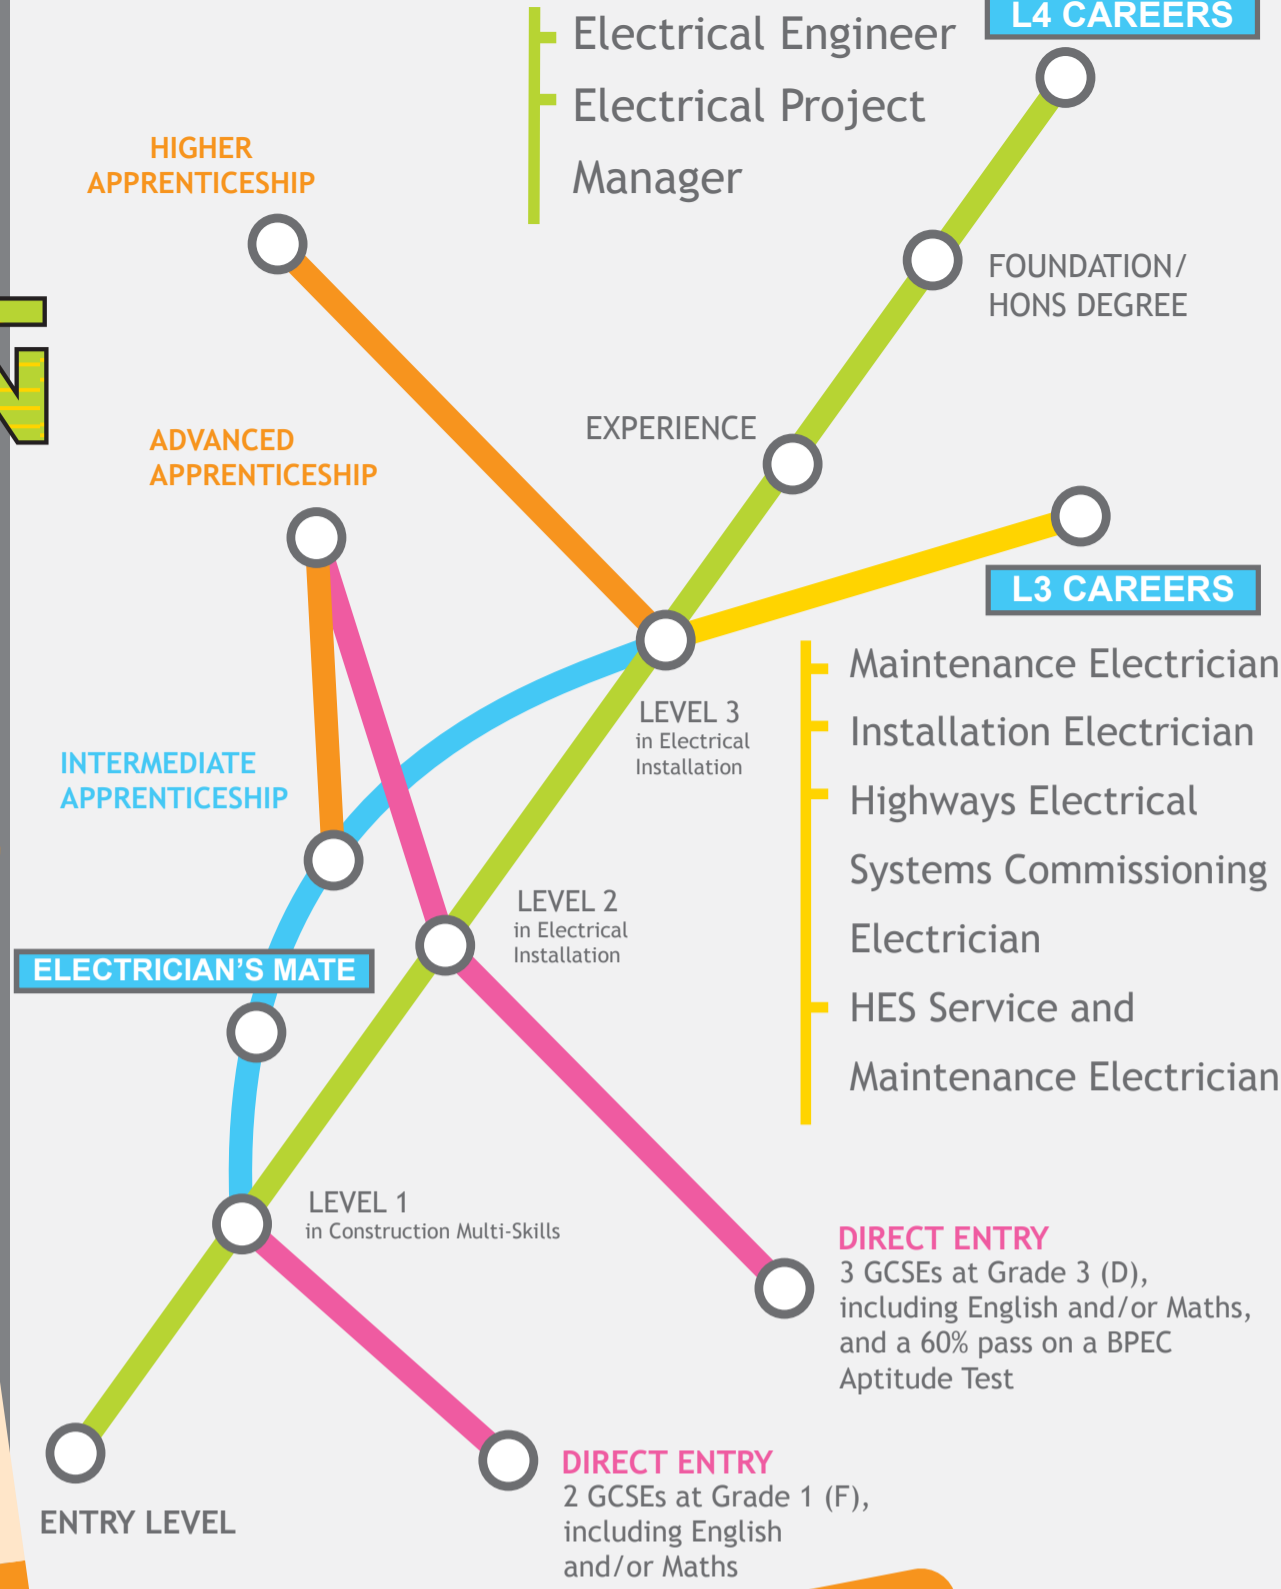 L4 CAREERS
Electrical Engineer
Electrical Project
Manager
HIGHER
APPRENTICESHIP
FOUNDATION/
HONS DEGREE
EXPERIENCE
ADVANCED
APPRENTICESHIP
L3 CAREERS
Maintenance Electrician
Installation Electrician
Highways Electrical
Systems Commissioning
Electrician
HES Service and
Maintenance Electrician
LEVEL 3
in Electrical
Installation
INTERMEDIATE
APPRENTICESHIP
LEVEL 2
in Electrical
Installation
ELECTRICIAN'S MATE
LEVEL 1
in Construction Multi-Skills
DIRECT ENTRY
3 GCSEs at Grade 3 (D),
including English and/or Maths,
and a 60% pass on a BPEC
Aptitude Test
DIRECT ENTRY
2 GCSEs at Grade 1 (F),
including English
and/or Maths
ENTRY LEVEL